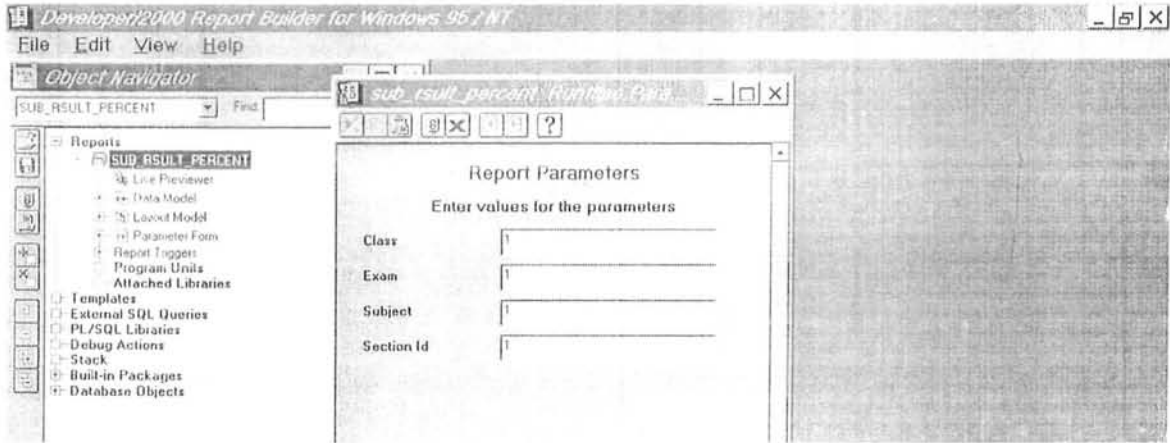 Developer/2000 Report Builder for Windows 95 / NT
File Edit View Help
Object Navigator
SUB_RSULT_PERCENT Find
Reports
SUB_RSULT_PERCENT
Live Previewer
Data Model
Layout Model
Parameter Form
Report Triggers
Program Units
Attached Libraries
Templates
External SQL Queries
PL/SQL Libraries
Debug Actions
Stack
Built-in Packages
Database Objects
sub_rsult_percent: Runtime Para...
Report Parameters
Enter values for the parameters
Class 1
Exam 1
Subject 1
Section Id 1